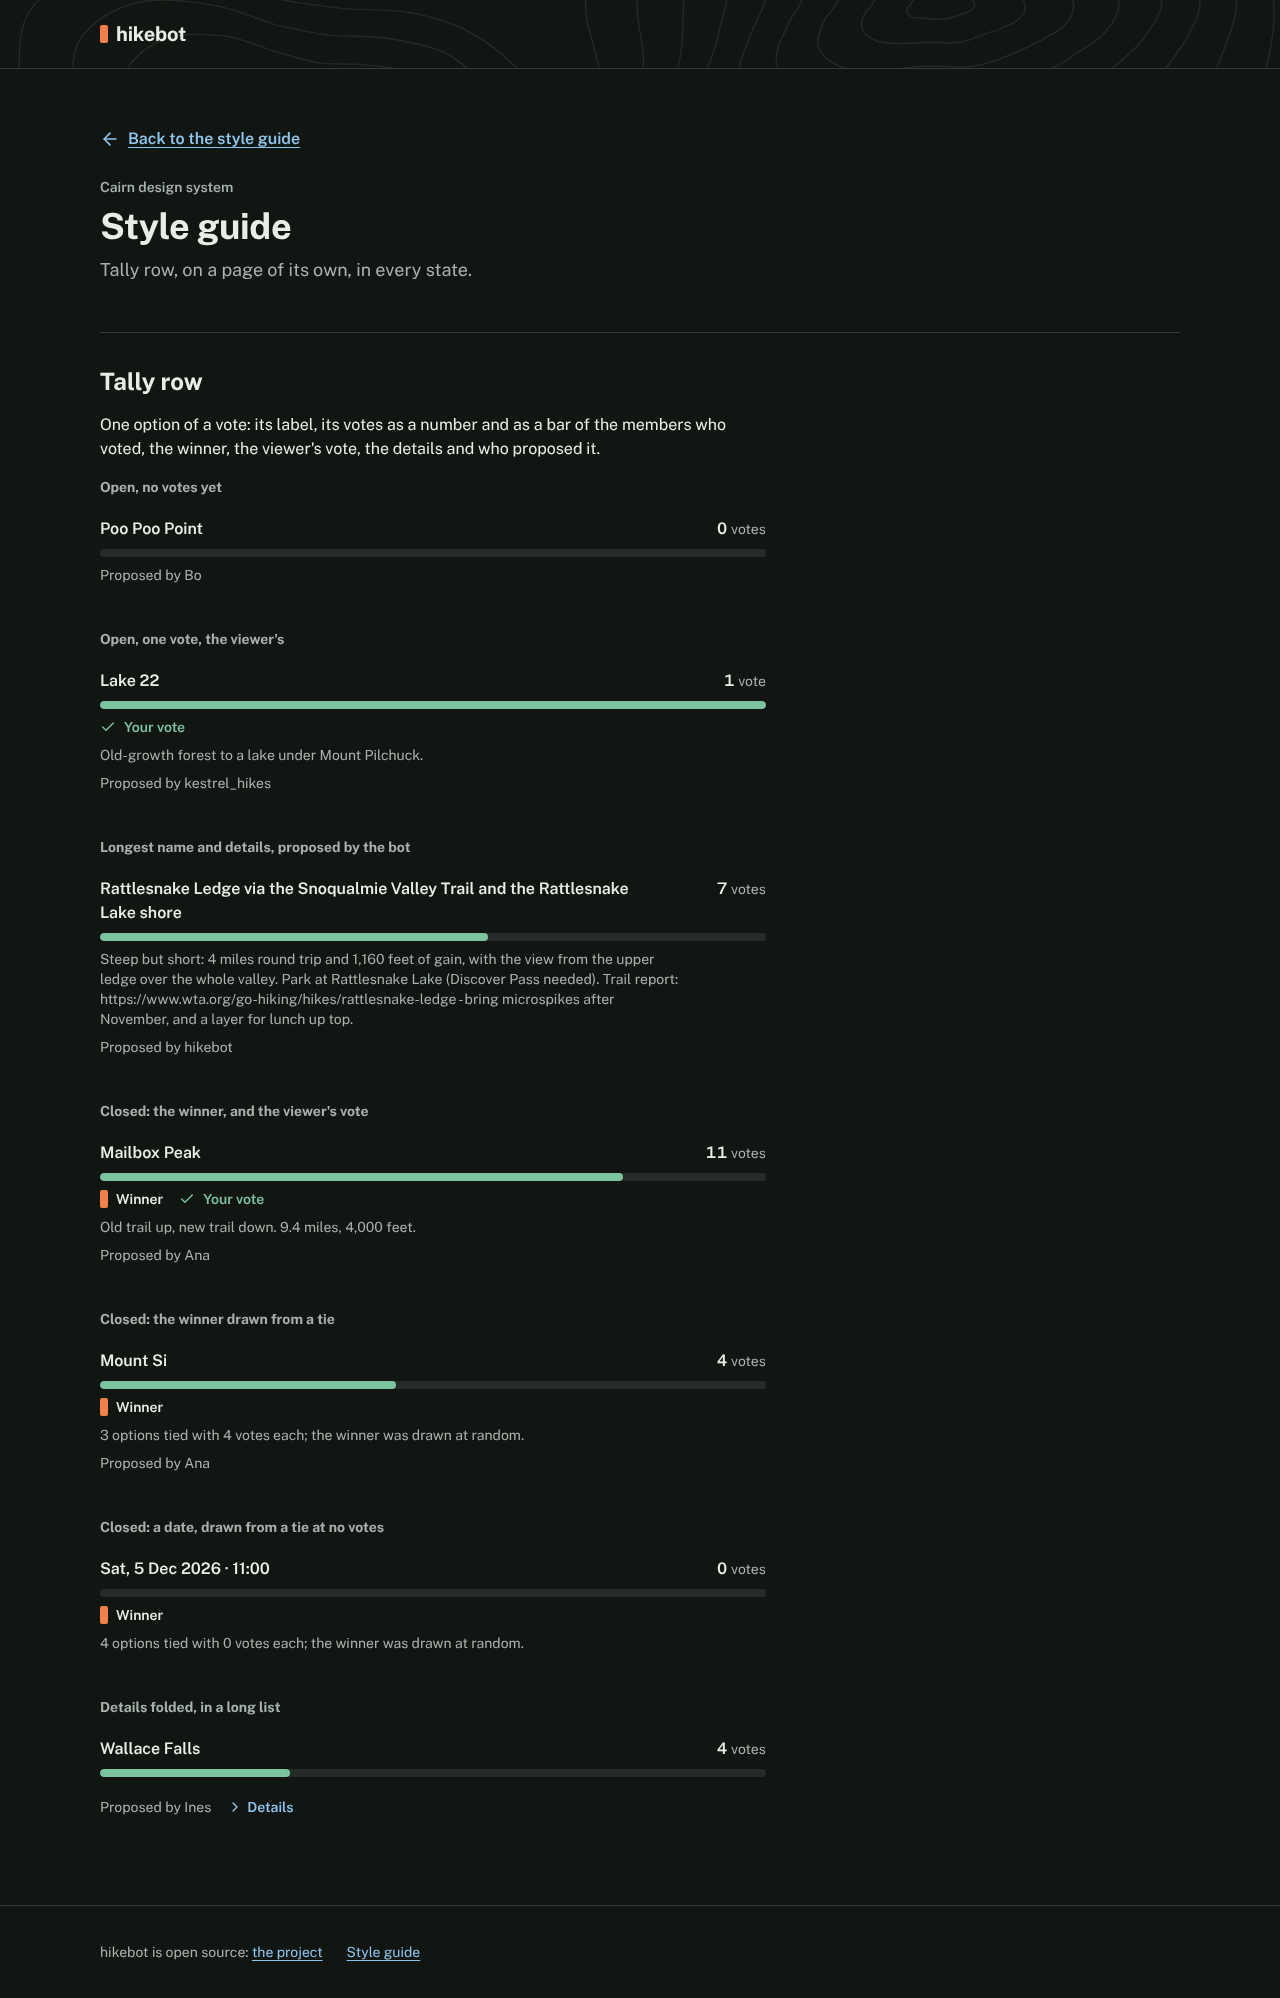 hikebot
Back to the style guide
Cairn design system
Style guide
Tally row, on a page of its own, in every state.
Tally row
One option of a vote: its label, its votes as a number and as a bar of the members who
voted, the winner, the viewer's vote, the details and who proposed it.
Open, no votes yet
Poo Poo Point 0 votes
Proposed by Bo
Open, one vote, the viewer's
Lake 22 1 vote
Your vote
Old-growth forest to a lake under Mount Pilchuck.
Proposed by kestrel_hikes
Longest name and details, proposed by the bot
Rattlesnake Ledge via the Snoqualmie Valley Trail and the Rattlesnake 7 votes
Lake shore
Steep but short: 4 miles round trip and 1,160 feet of gain, with the view from the upper
ledge over the whole valley. Park at Rattlesnake Lake (Discover Pass needed). Trail report:
https://www.wta.org/go-hiking/hikes/rattlesnake-ledge - bring microspikes after
November, and a layer for lunch up top.
Proposed by hikebot
Closed: the winner, and the viewer's vote
Mailbox Peak 11 votes
Winner Your vote
Old trail up, new trail down. 9.4 miles, 4,000 feet.
Proposed by Ana
Closed: the winner drawn from a tie
Mount Si 4 votes
Winner
3 options tied with 4 votes each; the winner was drawn at random.
Proposed by Ana
Closed: a date, drawn from a tie at no votes
Sat, 5 Dec 2026 · 11:00 0 votes
Winner
4 options tied with 0 votes each; the winner was drawn at random.
Details folded, in a long list
Wallace Falls 4 votes
Proposed by Ines Details
hikebot is open source: the project Style guide